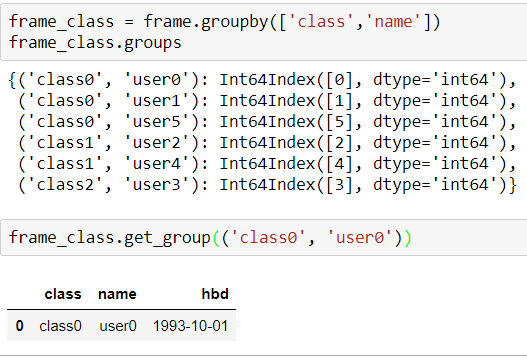 frame_class = frame.groupby(['class','name'])
frame_class.groups
{('class0', 'user0'): Int64Index([0], dtype='int64'),
('class0', 'user1'): Int64Index([1], dtype='int64'),
('class0', 'user5'): Int64Index([5], dtype='int64'),
('class1', 'user2'): Int64Index([2], dtype='int64'),
('class1', 'user4'): Int64Index([4], dtype='int64'),
('class2', 'user3'): Int64Index([3], dtype='int64')}
frame_class.get_group(('class0', 'user0'))
class name hbd
0 class0 user0 1993-10-01